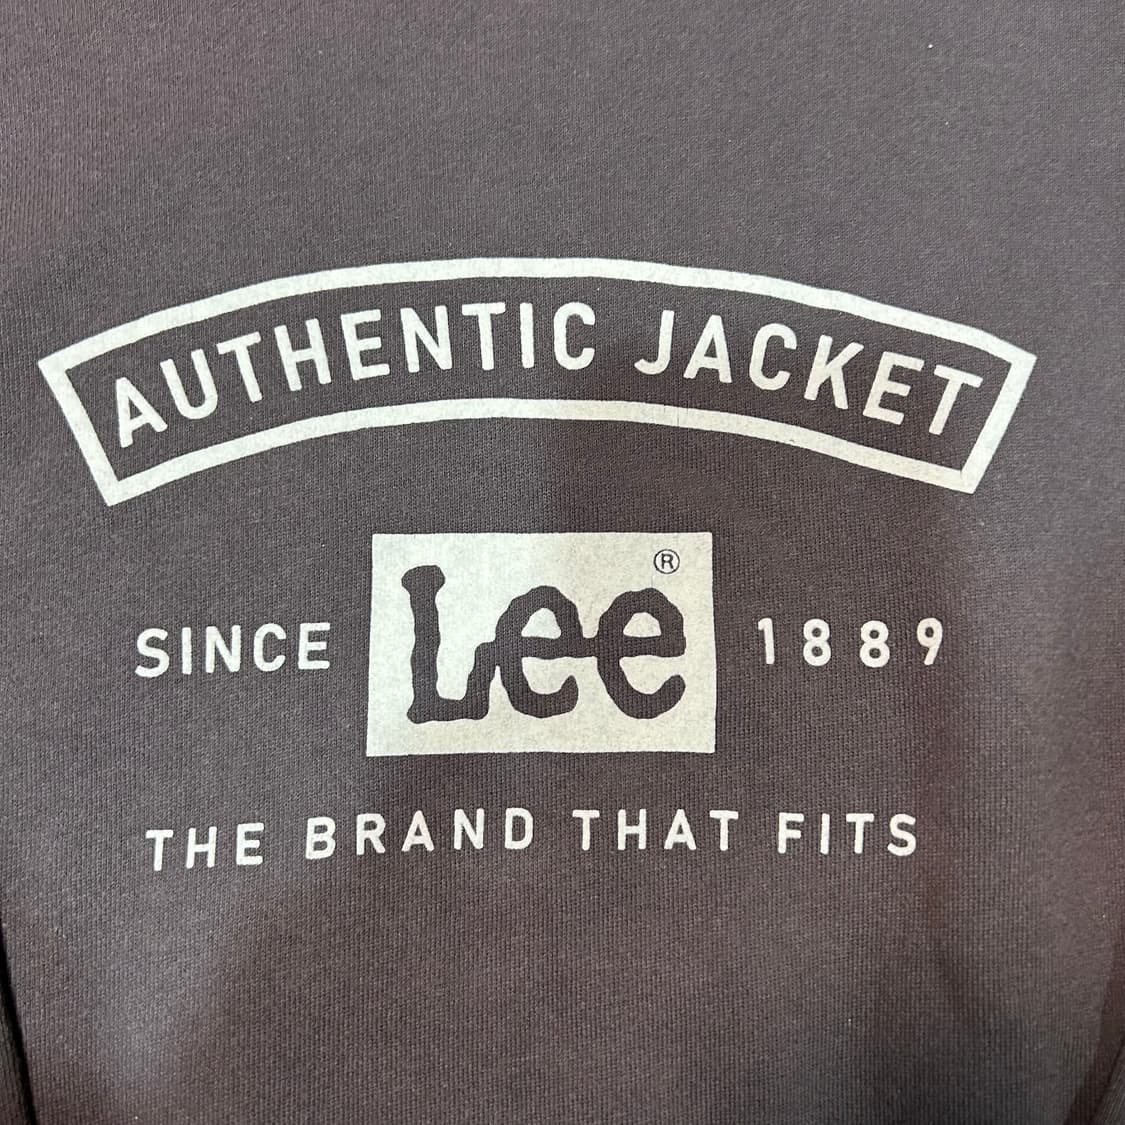 AUTHENTIC JACKET
SINCE Lee® 1889
THE BRAND THAT FITS